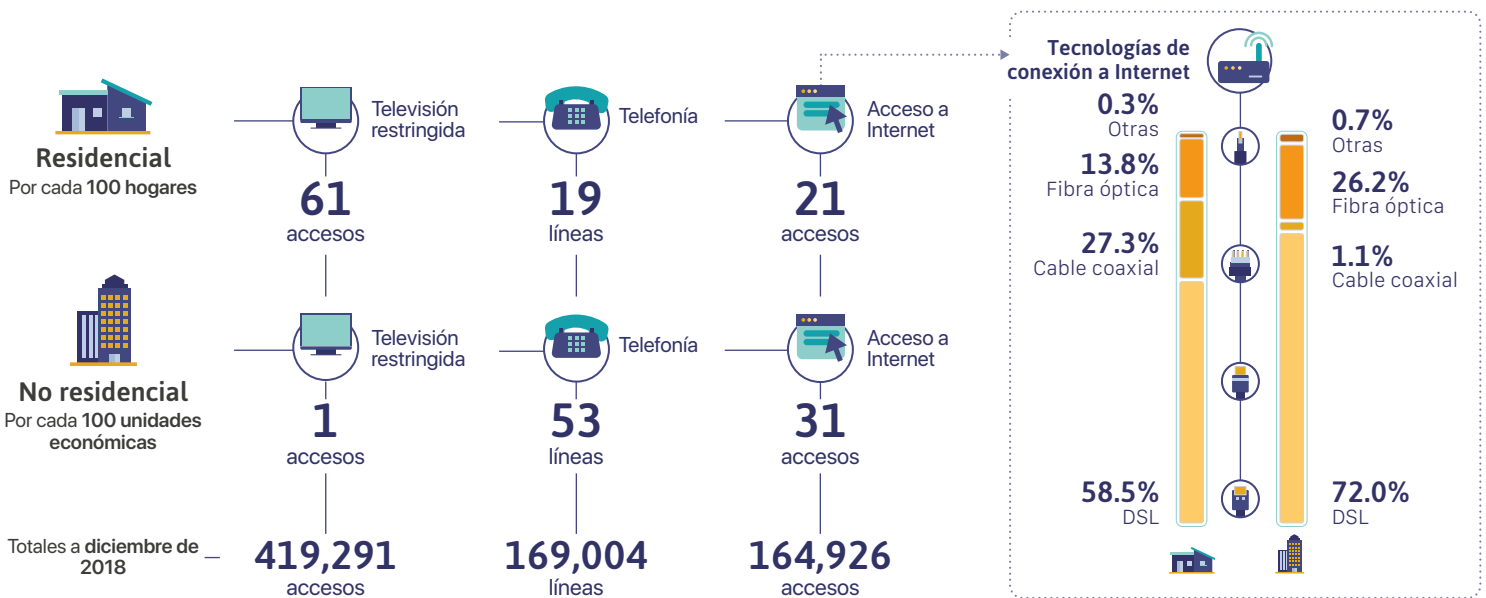 Residencial
Por cada 100 hogares
Televisión
restringida
61
accesos
Telefonía
19
líneas
Acceso a
Internet
21
accesos
No residencial
Por cada 100 unidades
económicas
Televisión
restringida
1
accesos
Telefonía
53
líneas
Acceso a
Internet
31
accesos
Totales a diciembre de
2018
419,291
accesos
169,004
líneas
164,926
accesos
Tecnologías de
conexión a Internet
0.3%
Otras
13.8%
Fibra óptica
27.3%
Cable coaxial
58.5%
DSL
0.7%
Otras
26.2%
Fibra óptica
1.1%
Cable coaxial
72.0%
DSL